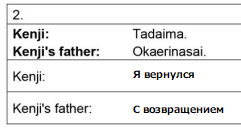 2.
Kenji: Tadaima.
Kenji's father: Okaerinasai.
Kenji: Я вернулся
Kenji's father: С возвращением